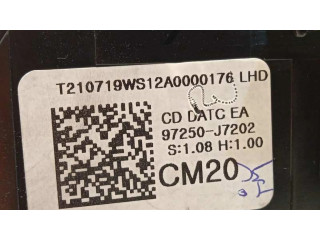 T210719WS12A0000176 LHD
CD DATC EA
97250-J7202
S:1.08 H:1.00
CM20